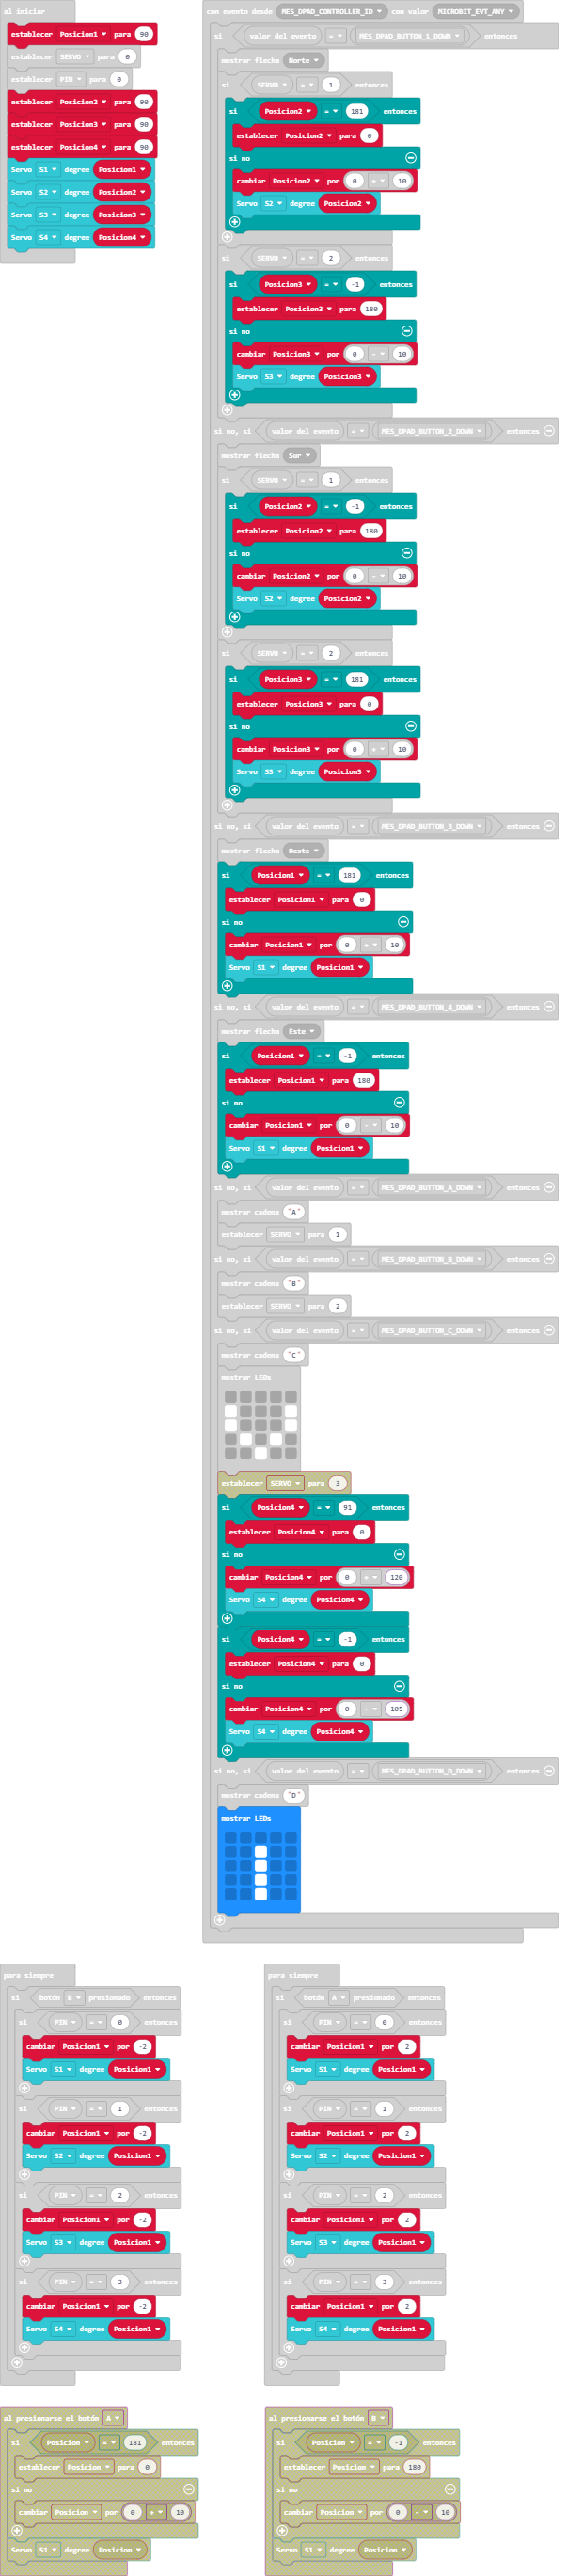 al iniciar
establecer Posicion1 para 90
establecer SERVO para 0
establecer PIN para 0
establecer Posicion2 para 90
establecer Posicion3 para 90
establecer Posicion4 para 90
Servo S1 degree Posicion1
Servo S2 degree Posicion2
Servo S3 degree Posicion3
Servo S4 degree Posicion4
con evento desde MES_DPAD_CONTROLLER_ID con valor MICROBIT_EVT_ANY
si valor del evento = MES_DPAD_BUTTON_1_DOWN entonces
mostrar flecha Norte
si SERVO = 1 entonces
si Posicion2 = 181 entonces
establecer Posicion2 para 0
si no
cambiar Posicion2 por 0 + 10
Servo S2 degree Posicion2
si SERVO = 2 entonces
si Posicion3 = -1 entonces
establecer Posicion3 para 180
si no
cambiar Posicion3 por 0 - 10
Servo S3 degree Posicion3
si no, si valor del evento = MES_DPAD_BUTTON_2_DOWN entonces
mostrar flecha Sur
si SERVO = 1 entonces
si Posicion2 = -1 entonces
establecer Posicion2 para 180
si no
cambiar Posicion2 por 0 - 10
Servo S2 degree Posicion2
si SERVO = 2 entonces
si Posicion3 = 181 entonces
establecer Posicion3 para 0
si no
cambiar Posicion3 por 0 + 10
Servo S3 degree Posicion3
si no, si valor del evento = MES_DPAD_BUTTON_3_DOWN entonces
mostrar flecha Oeste
si Posicion1 = 181 entonces
establecer Posicion1 para 0
si no
cambiar Posicion1 por 0 + 10
Servo S1 degree Posicion1
si no, si valor del evento = MES_DPAD_BUTTON_4_DOWN entonces
mostrar flecha Este
si Posicion1 = -1 entonces
establecer Posicion1 para 180
si no
cambiar Posicion1 por 0 - 10
Servo S1 degree Posicion1
si no, si valor del evento = MES_DPAD_BUTTON_A_DOWN entonces
mostrar cadena "A"
establecer SERVO para 1
si no, si valor del evento = MES_DPAD_BUTTON_B_DOWN entonces
mostrar cadena "B"
establecer SERVO para 2
si no, si valor del evento = MES_DPAD_BUTTON_C_DOWN entonces
mostrar cadena "C"
mostrar LEDs
establecer SERVO para 3
si Posicion4 = 91 entonces
establecer Posicion4 para 0
si no
cambiar Posicion4 por 0 + 120
Servo S4 degree Posicion4
si Posicion4 = -1 entonces
establecer Posicion4 para 0
si no
cambiar Posicion4 por 0 - 105
Servo S4 degree Posicion4
si no, si valor del evento = MES_DPAD_BUTTON_D_DOWN entonces
mostrar cadena "D"
mostrar LEDs
para siempre
si botón B presionado entonces
si PIN = 0 entonces
cambiar Posicion1 por -2
Servo S1 degree Posicion1
si PIN = 1 entonces
cambiar Posicion1 por -2
Servo S2 degree Posicion1
si PIN = 2 entonces
cambiar Posicion1 por -2
Servo S3 degree Posicion1
si PIN = 3 entonces
cambiar Posicion1 por -2
Servo S4 degree Posicion1
para siempre
si botón A presionado entonces
si PIN = 0 entonces
cambiar Posicion1 por 2
Servo S1 degree Posicion1
si PIN = 1 entonces
cambiar Posicion1 por 2
Servo S2 degree Posicion1
si PIN = 2 entonces
cambiar Posicion1 por 2
Servo S3 degree Posicion1
si PIN = 3 entonces
cambiar Posicion1 por 2
Servo S4 degree Posicion1
al presionarse el botón A
si Posicion = 181 entonces
establecer Posicion para 0
si no
cambiar Posicion por 0 + 10
Servo S1 degree Posicion
al presionarse el botón B
si Posicion = -1 entonces
establecer Posicion para 180
si no
cambiar Posicion por 0 - 10
Servo S1 degree Posicion